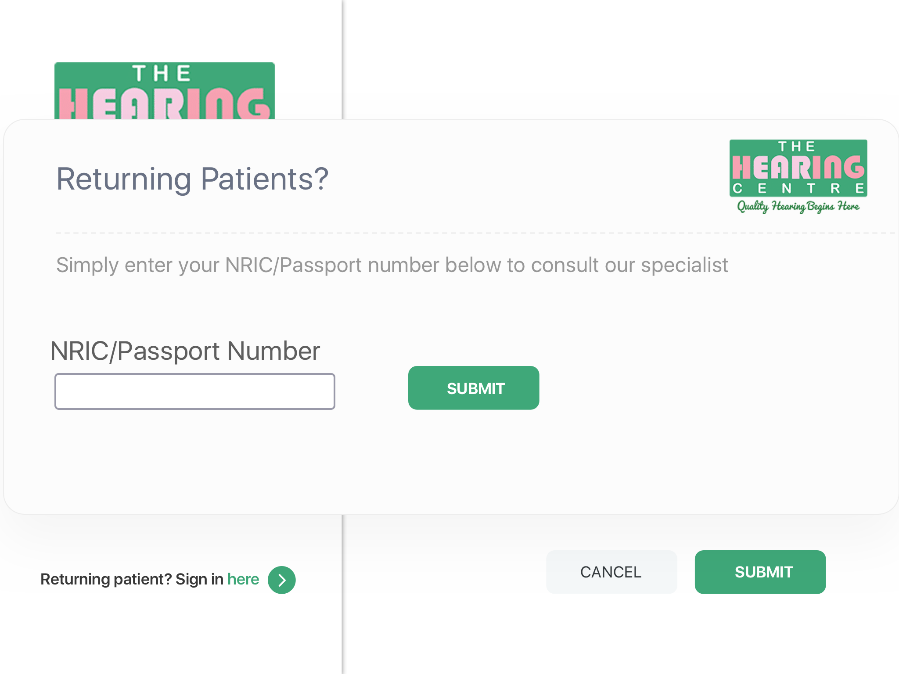 THE
HEARING
Returning Patients?
THE
HEARING
CENTRE
Quality Hearing Begins Here
Simply enter your NRIC/Passport number below to consult our specialist
NRIC/Passport Number
SUBMIT
Returning patient? Sign in here
CANCEL
SUBMIT